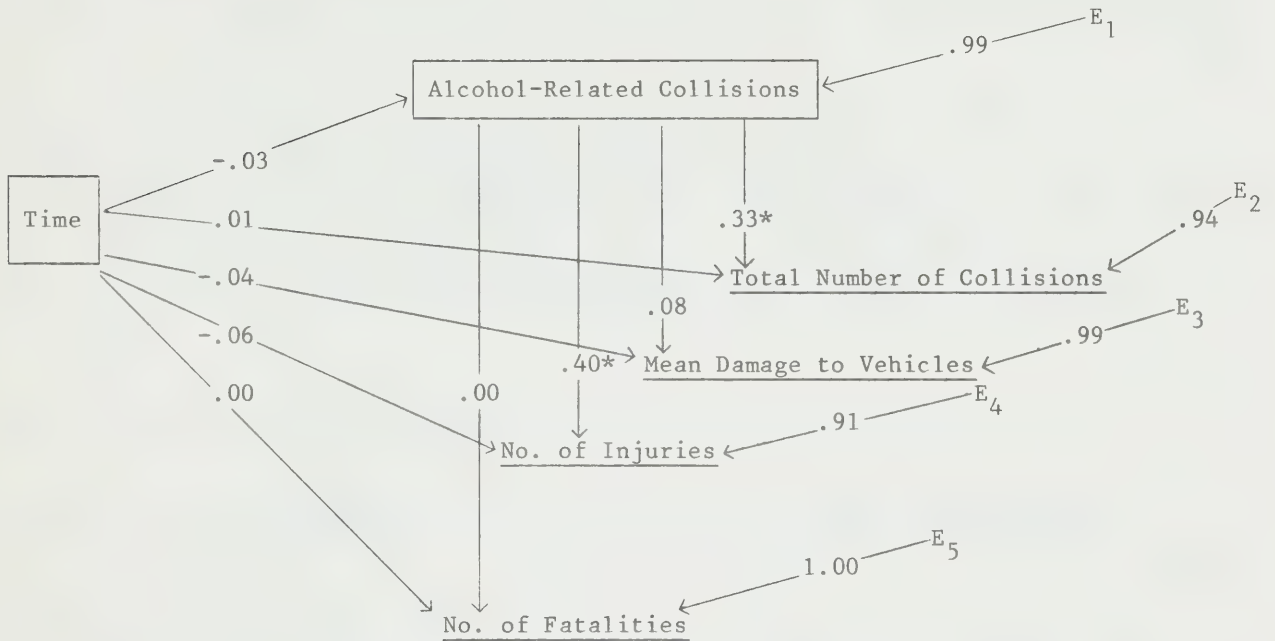 E1
.99
Alcohol-Related Collisions
-.03
Time
.01
.33*
E2
.94
-.04
Total Number of Collisions
.08
E3
-.06
.99
.40*
Mean Damage to Vehicles
.00
.00
E4
.91
No. of Injuries
E5
1.00
No. of Fatalities